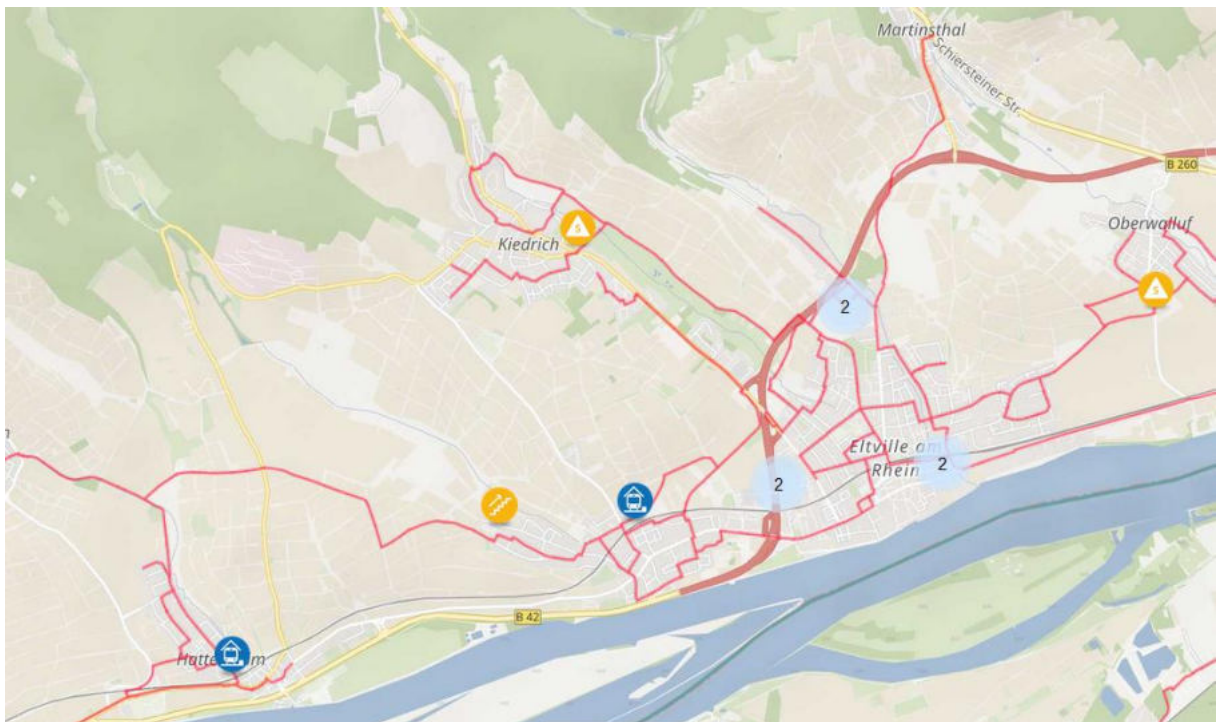 Martinsthal
Schiersteiner Str.
B 260
Oberwalluf
Kiedrich
2
Eltville am
Rhein
2
2
B 42
n